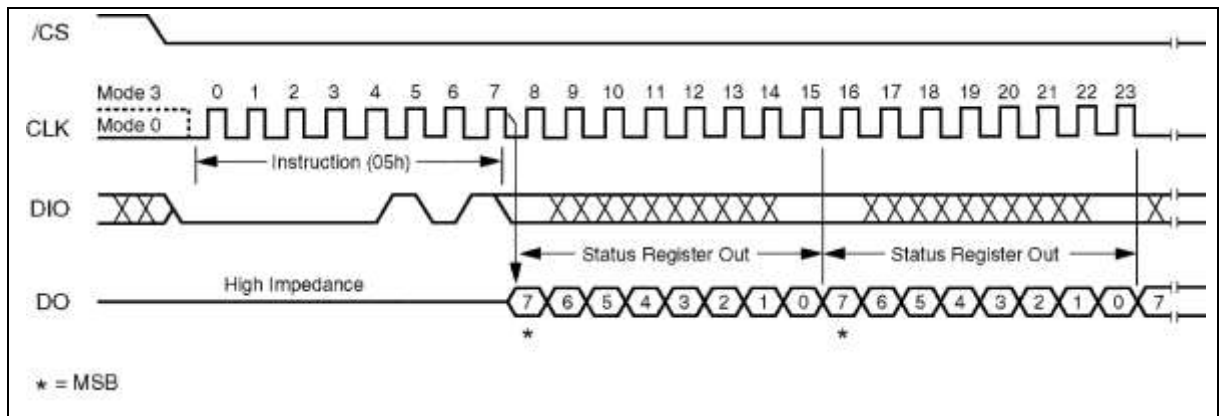 /CS
Mode 3 0 1 2 3 4 5 6 7 8 9 10 11 12 13 14 15 16 17 18 19 20 21 22 23
CLK Mode 0
Instruction (05h)
DIO
Status Register Out Status Register Out
High Impedance
DO 7 6 5 4 3 2 1 0 7 6 5 4 3 2 1 0 7
* *
* = MSB